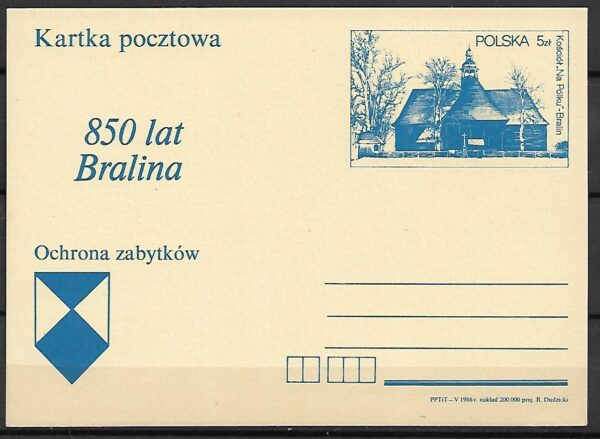 Kartka pocztowa
POLSKA 5zł
Kościół „Na Pólku”-Bralin
850 lat
Bralina
Ochrona zabytków
PPTiT – V 1986 r. nakład 200.000 proj. R. Dudzicki